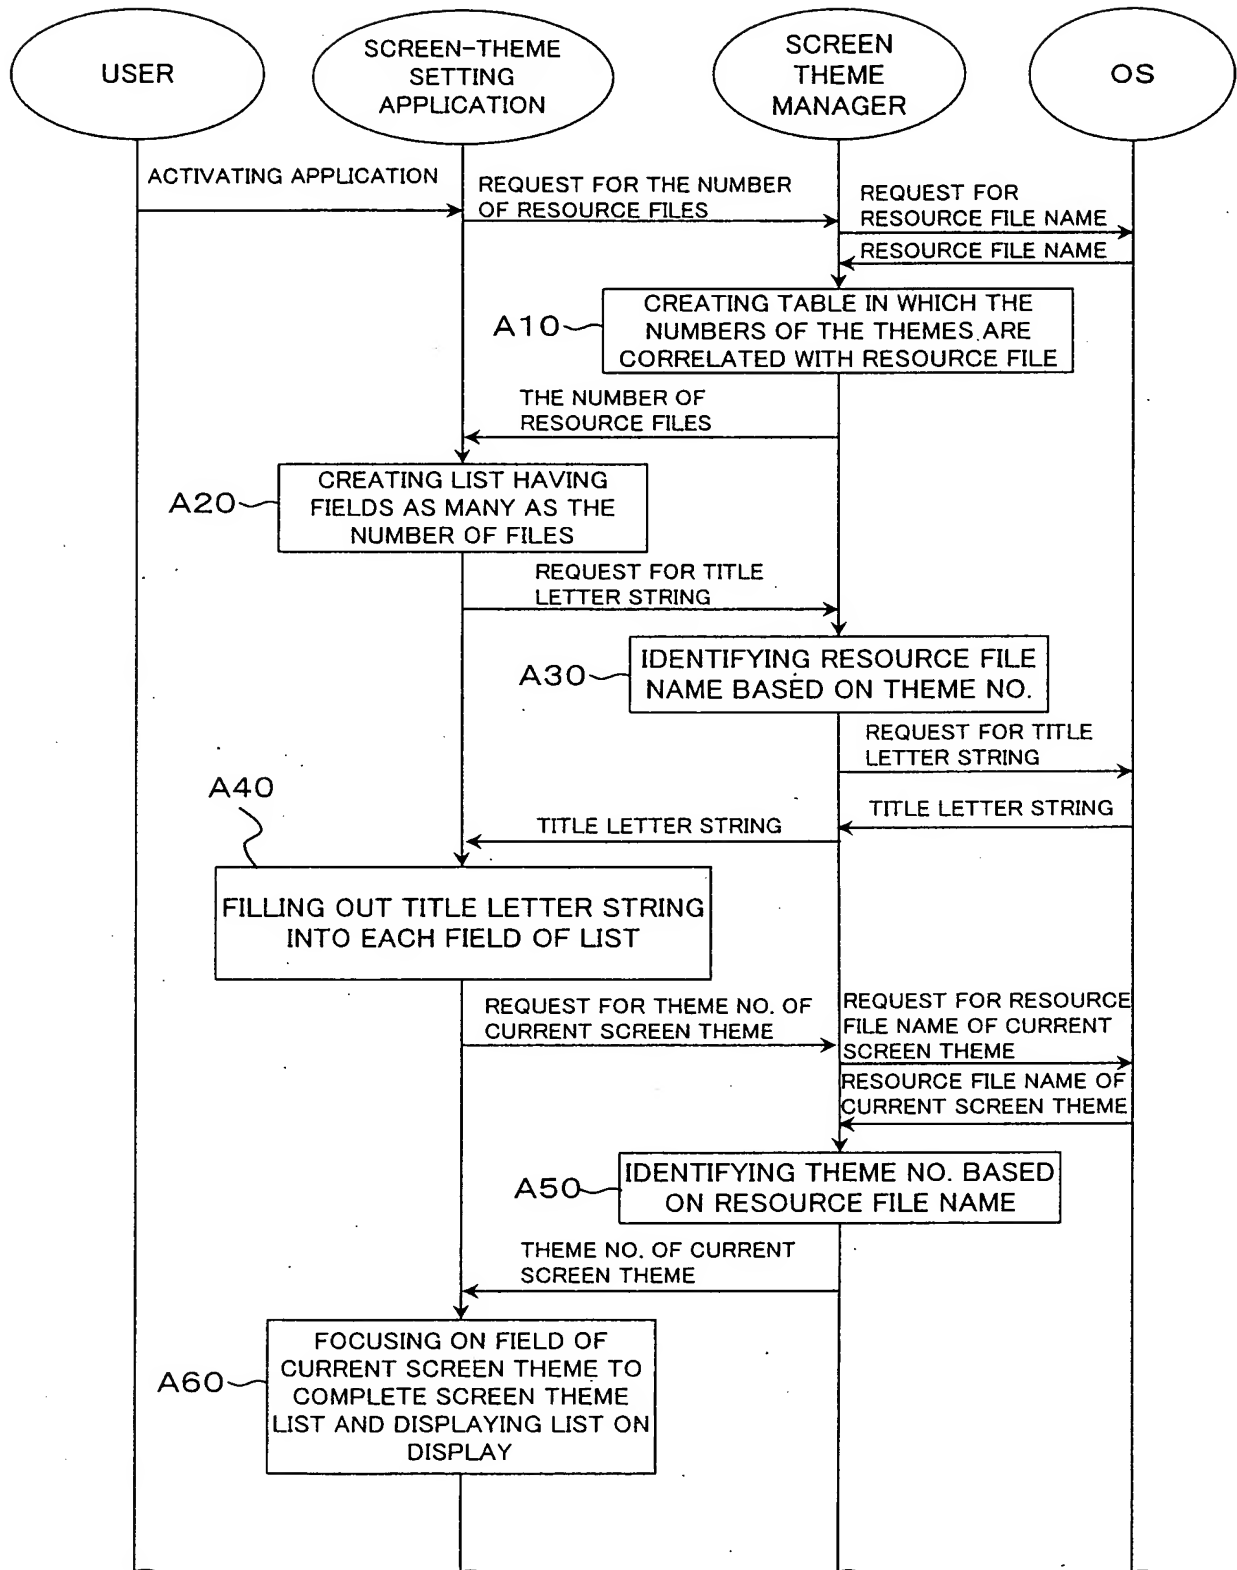 USER
SCREEN-THEME
SETTING
APPLICATION
SCREEN
THEME
MANAGER
OS
ACTIVATING APPLICATION
REQUEST FOR THE NUMBER
OF RESOURCE FILES
REQUEST FOR
RESOURCE FILE NAME
RESOURCE FILE NAME
A10
CREATING TABLE IN WHICH THE
NUMBERS OF THE THEMES ARE
CORRELATED WITH RESOURCE FILE
THE NUMBER OF
RESOURCE FILES
A20
CREATING LIST HAVING
FIELDS AS MANY AS THE
NUMBER OF FILES
REQUEST FOR TITLE
LETTER STRING
A30
IDENTIFYING RESOURCE FILE
NAME BASED ON THEME NO.
REQUEST FOR TITLE
LETTER STRING
TITLE LETTER STRING
TITLE LETTER STRING
A40
FILLING OUT TITLE LETTER STRING
INTO EACH FIELD OF LIST
REQUEST FOR THEME NO. OF
CURRENT SCREEN THEME
REQUEST FOR RESOURCE
FILE NAME OF CURRENT
SCREEN THEME
RESOURCE FILE NAME OF
CURRENT SCREEN THEME
A50
IDENTIFYING THEME NO. BASED
ON RESOURCE FILE NAME
THEME NO. OF CURRENT
SCREEN THEME
A60
FOCUSING ON FIELD OF
CURRENT SCREEN THEME TO
COMPLETE SCREEN THEME
LIST AND DISPLAYING LIST ON
DISPLAY